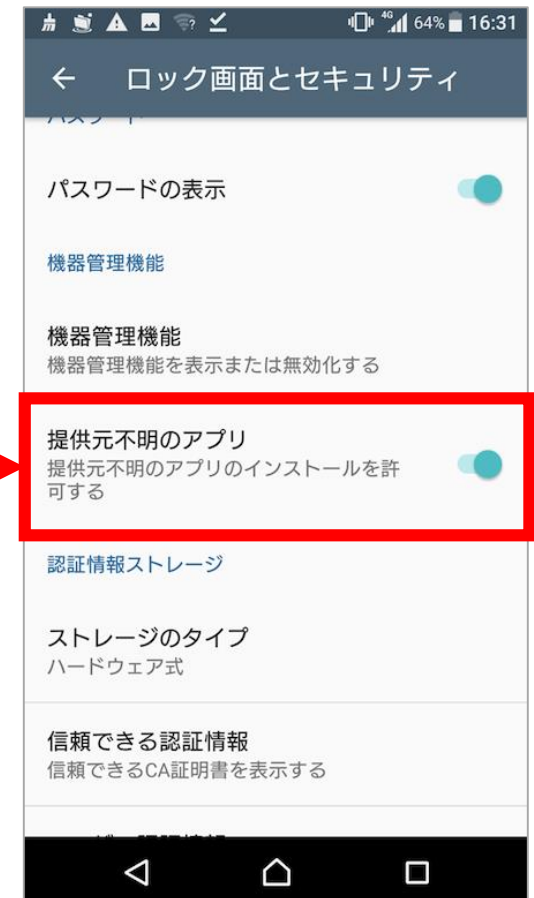 4G 64% 16:31
ロック画面とセキュリティ
パスワード
パスワードの表示
機器管理機能
機器管理機能
機器管理機能を表示または無効化する
提供元不明のアプリ
提供元不明のアプリのインストールを許
可する
認証情報ストレージ
ストレージのタイプ
ハードウェア式
信頼できる認証情報
信頼できるCA証明書を表示する